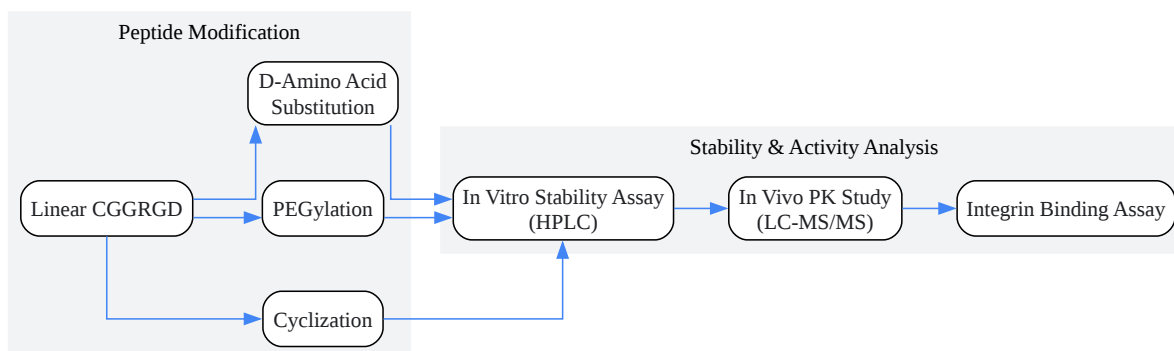 Peptide Modification
D-Amino Acid
Substitution
Linear CGGRGD
PEGylation
Cyclization
Stability & Activity Analysis
In Vitro Stability Assay
(HPLC)
In Vivo PK Study
(LC-MS/MS)
Integrin Binding Assay